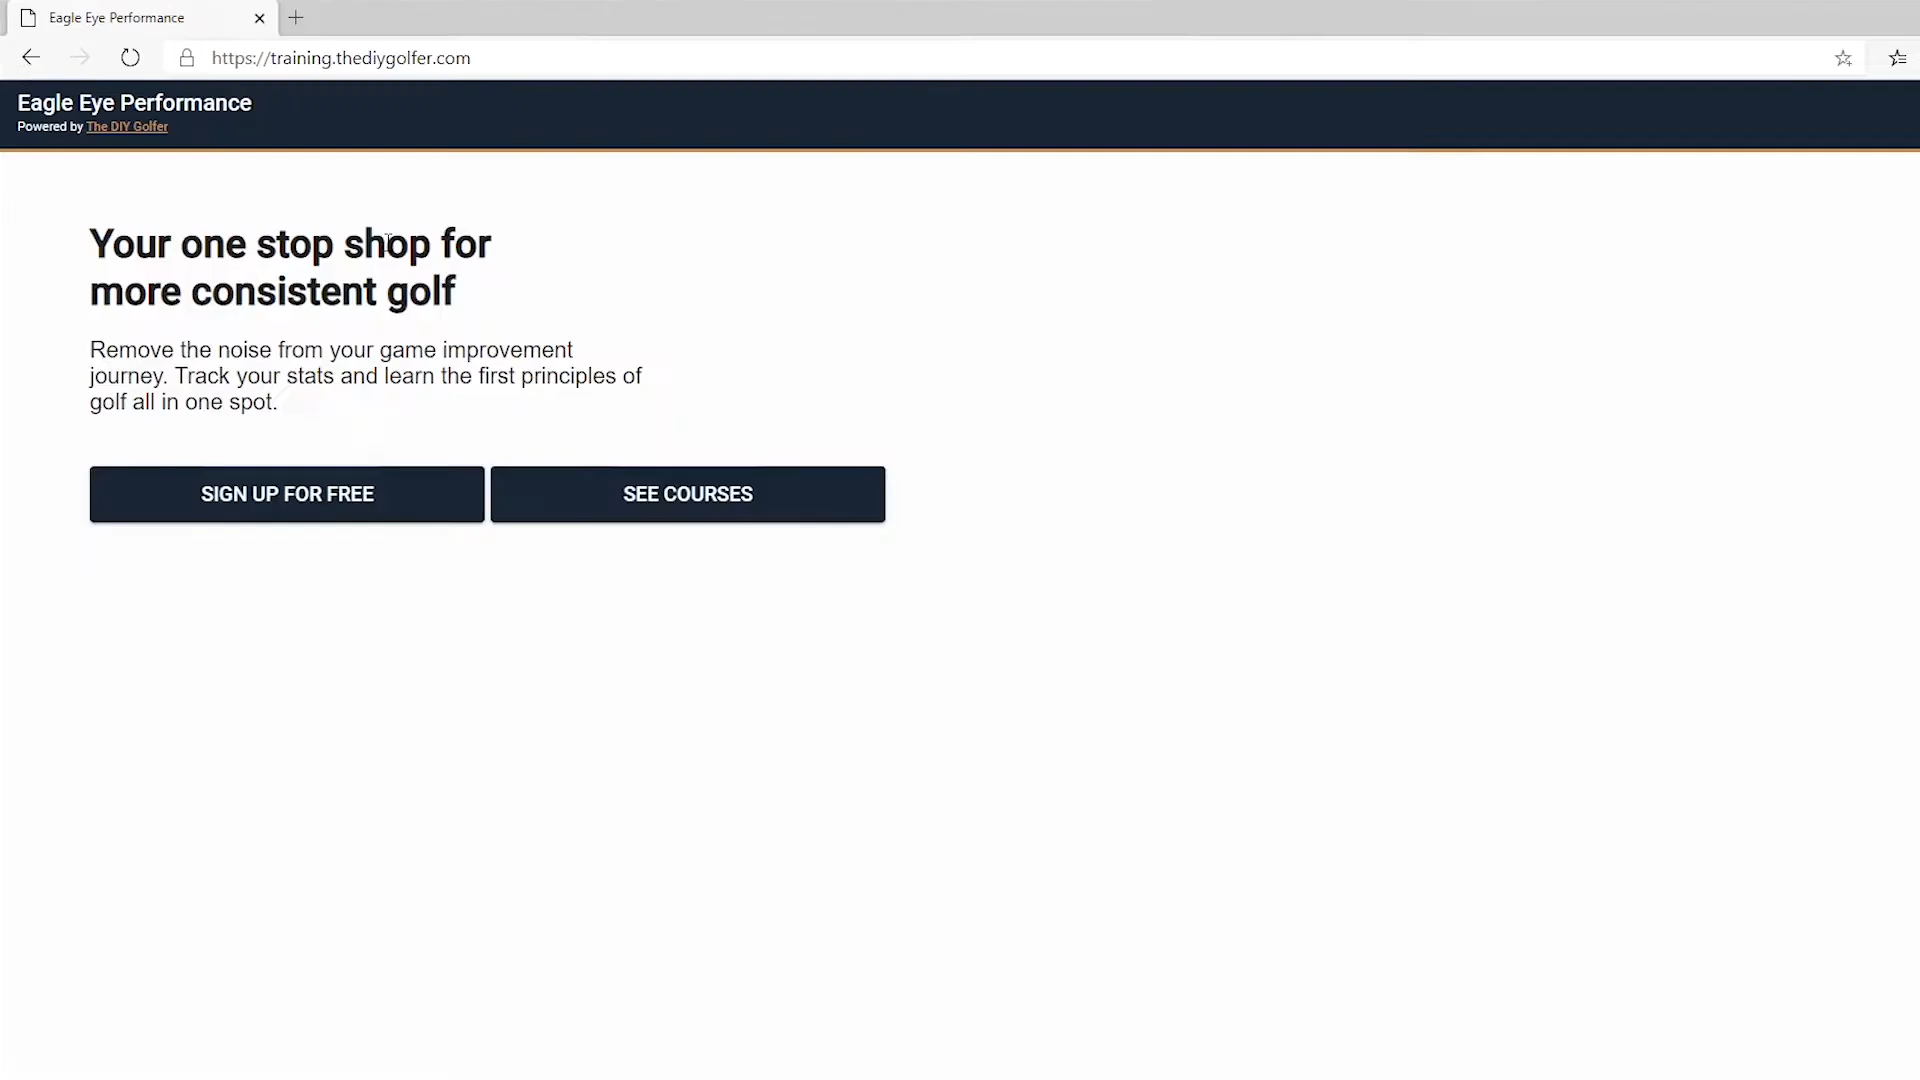 Eagle Eye Performance
https://training.thediygolfer.com
Eagle Eye Performance
Powered by The DIY Golfer
Your one stop shop for
more consistent golf
Remove the noise from your game improvement
journey. Track your stats and learn the first principles of
golf all in one spot.
SIGN UP FOR FREE
SEE COURSES